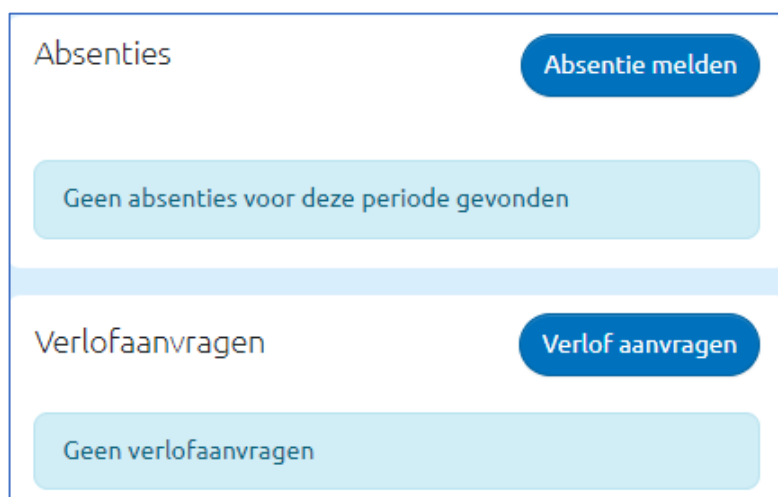 Absenties
Absentie melden
Geen absenties voor deze periode gevonden
Verlofaanvragen
Verlof aanvragen
Geen verlofaanvragen